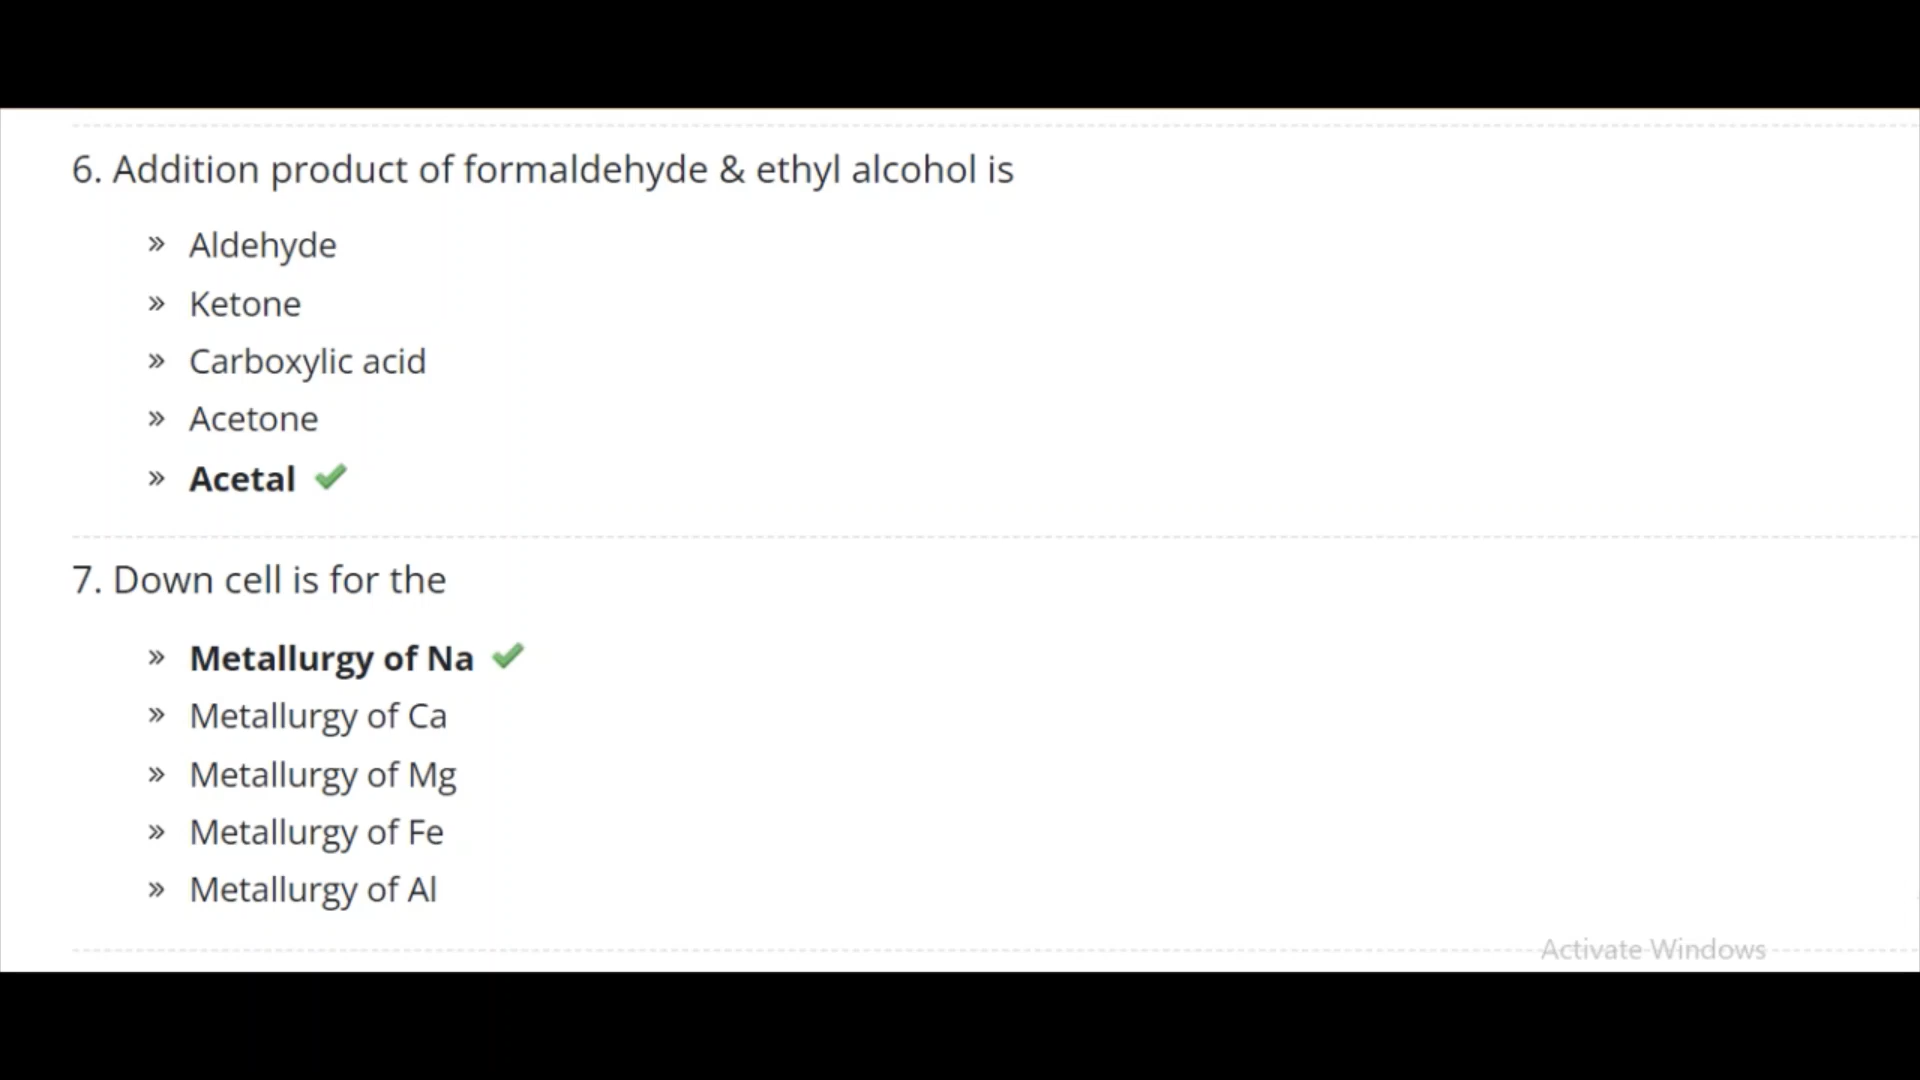 6. Addition product of formaldehyde & ethyl alcohol is
» Aldehyde
» Ketone
» Carboxylic acid
» Acetone
» Acetal
7. Down cell is for the
» Metallurgy of Na
» Metallurgy of Ca
» Metallurgy of Mg
» Metallurgy of Fe
» Metallurgy of Al
Activate Windows